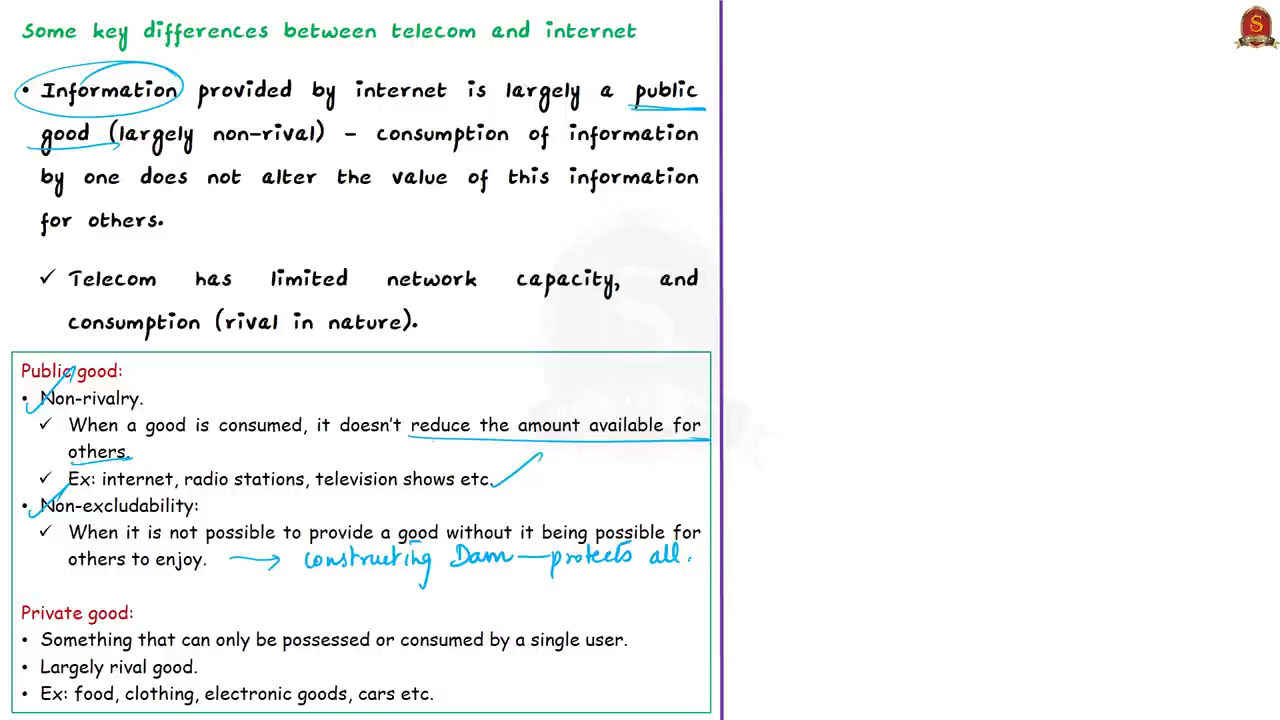 Some key differences between telecom and internet
• Information provided by internet is largely a public
good (largely non-rival) – consumption of information
by one does not alter the value of this information
for others.
✓ Telecom has limited network capacity, and
consumption (rival in nature).
Public good:
• Non-rivalry.
✓ When a good is consumed, it doesn't reduce the amount available for
others.
✓ Ex: internet, radio stations, television shows etc.
• Non-excludability:
✓ When it is not possible to provide a good without it being possible for
others to enjoy. → constructing Dam — protects all.
Private good:
• Something that can only be possessed or consumed by a single user.
• Largely rival good.
• Ex: food, clothing, electronic goods, cars etc.
S